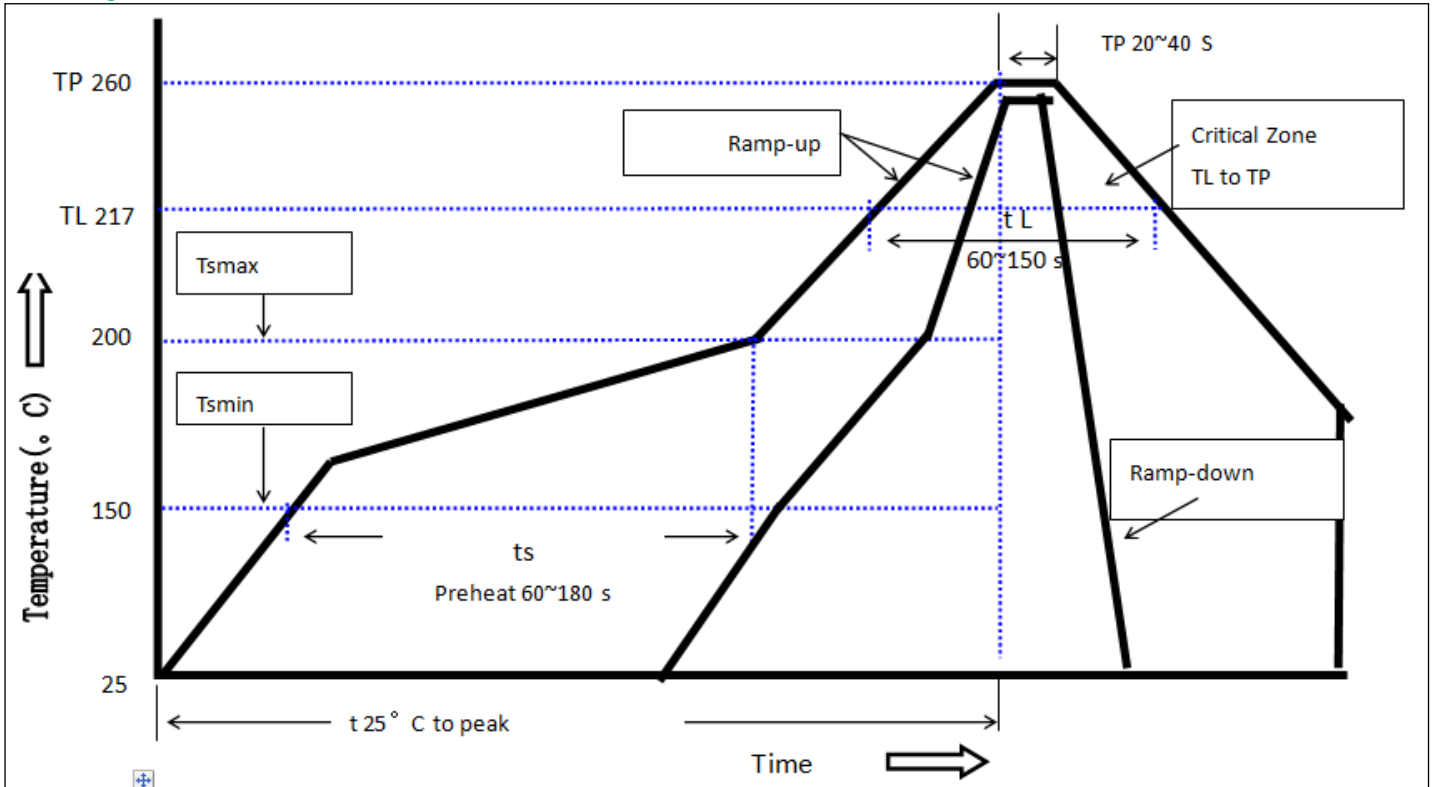 TP 20~40 S
TP 260
Ramp-up
Critical Zone
TL to TP
TL 217
t L
60~150 s
Tsmax
200
Tsmin
150
Ramp-down
ts
Preheat 60~180 s
Temperature(。C)
25
t 25°C to peak
Time